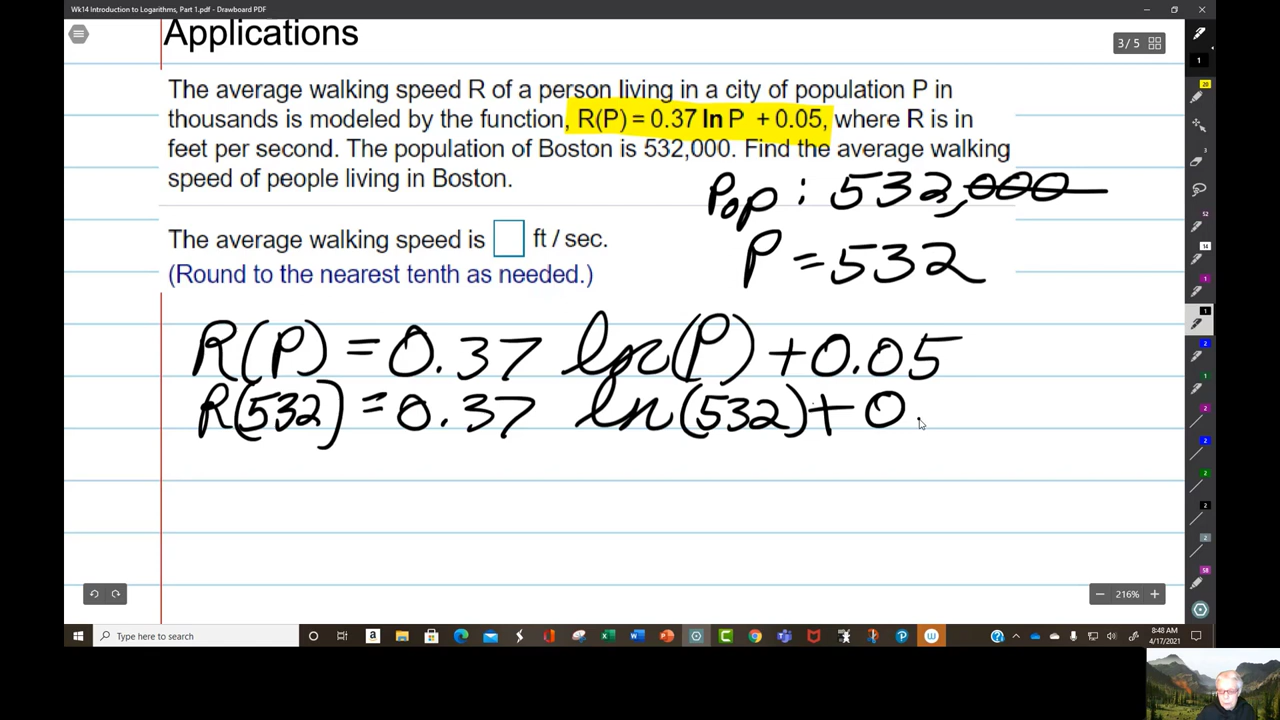 Wk14 Introduction to Logarithms, Part 1.pdf - Drawboard PDF
Applications
3 / 5
The average walking speed R of a person living in a city of population P in
thousands is modeled by the function, R(P) = 0.37 ln P + 0.05, where R is in
feet per second. The population of Boston is 532,000. Find the average walking
speed of people living in Boston.
Pop : 532,000
The average walking speed is ft / sec.
P = 532
(Round to the nearest tenth as needed.)
R(P) = 0.37 ln(P) + 0.05
R(532) = 0.37 ln(532) + 0.
216%
Type here to search
8:48 AM
4/17/2021